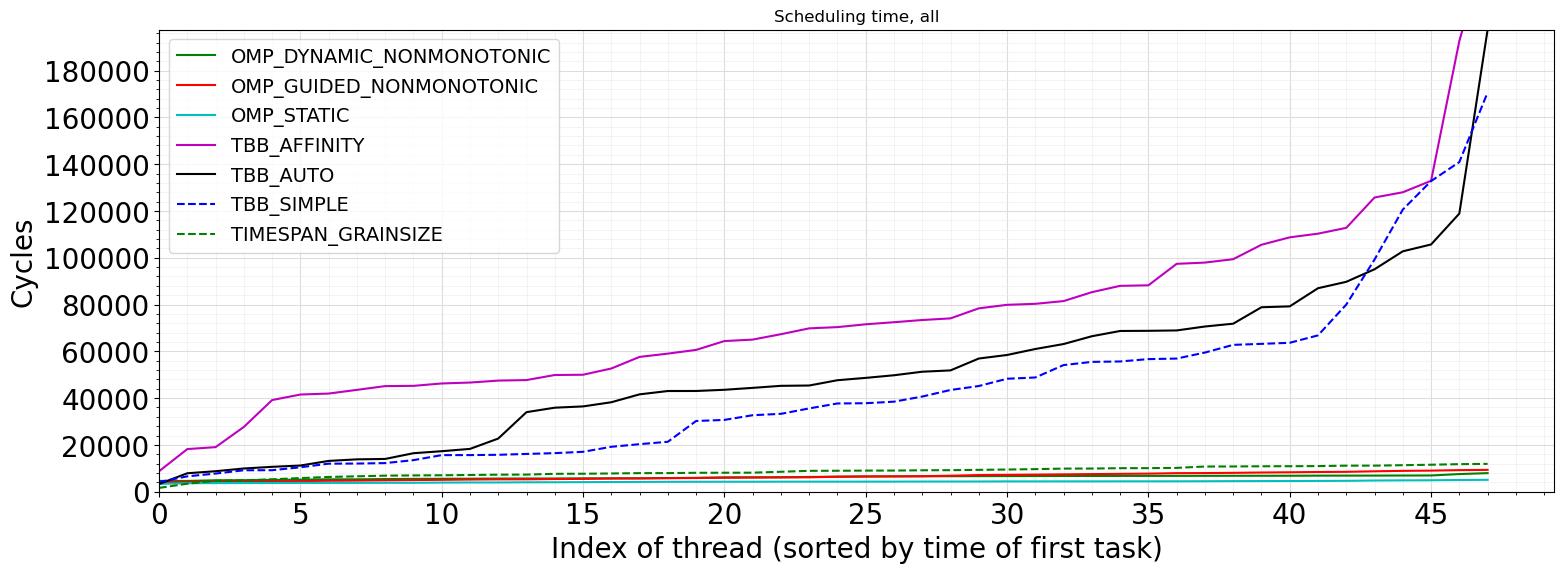 Scheduling time, all
OMP_DYNAMIC_NONMONOTONIC
OMP_GUIDED_NONMONOTONIC
OMP_STATIC
TBB_AFFINITY
TBB_AUTO
TBB_SIMPLE
TIMESPAN_GRAINSIZE
Cycles
180000
160000
140000
120000
100000
80000
60000
40000
20000
0
0 5 10 15 20 25 30 35 40 45
Index of thread (sorted by time of first task)